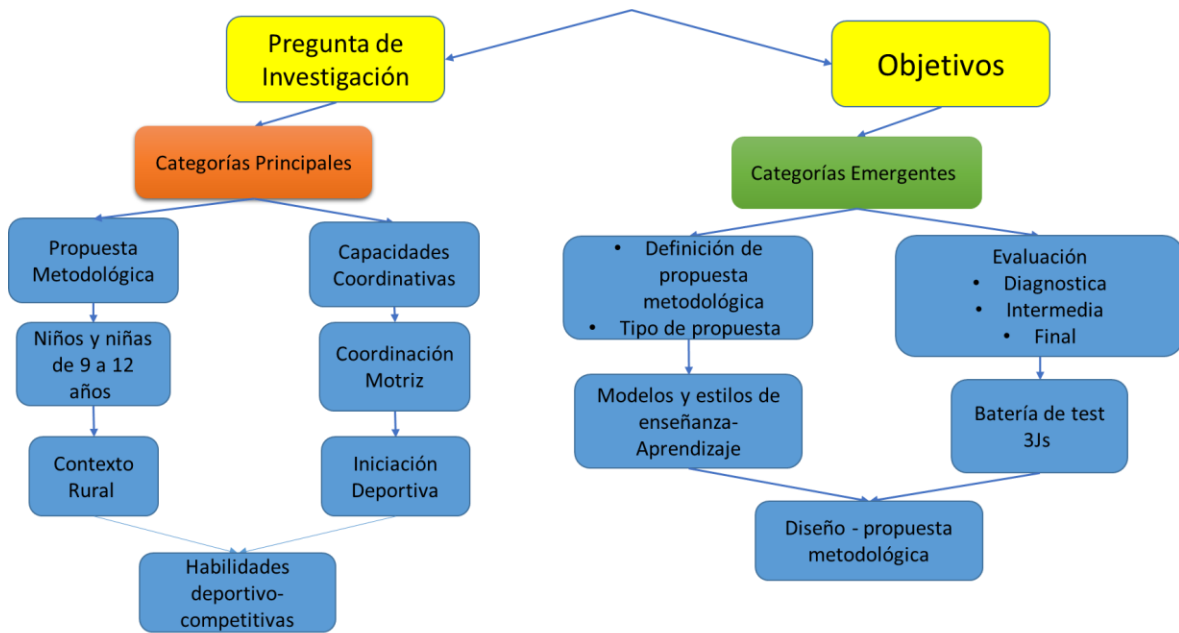 Pregunta de
Investigación
Objetivos
Categorías Principales
Categorías Emergentes
Propuesta
Metodológica
Capacidades
Coordinativas
• Definición de
propuesta
metodológica
• Tipo de propuesta
Evaluación
• Diagnostica
• Intermedia
• Final
Niños y niñas
de 9 a 12
años
Coordinación
Motriz
Modelos y estilos de
enseñanza-
Aprendizaje
Batería de test
3Js
Contexto
Rural
Iniciación
Deportiva
Diseño - propuesta
metodológica
Habilidades
deportivo-
competitivas